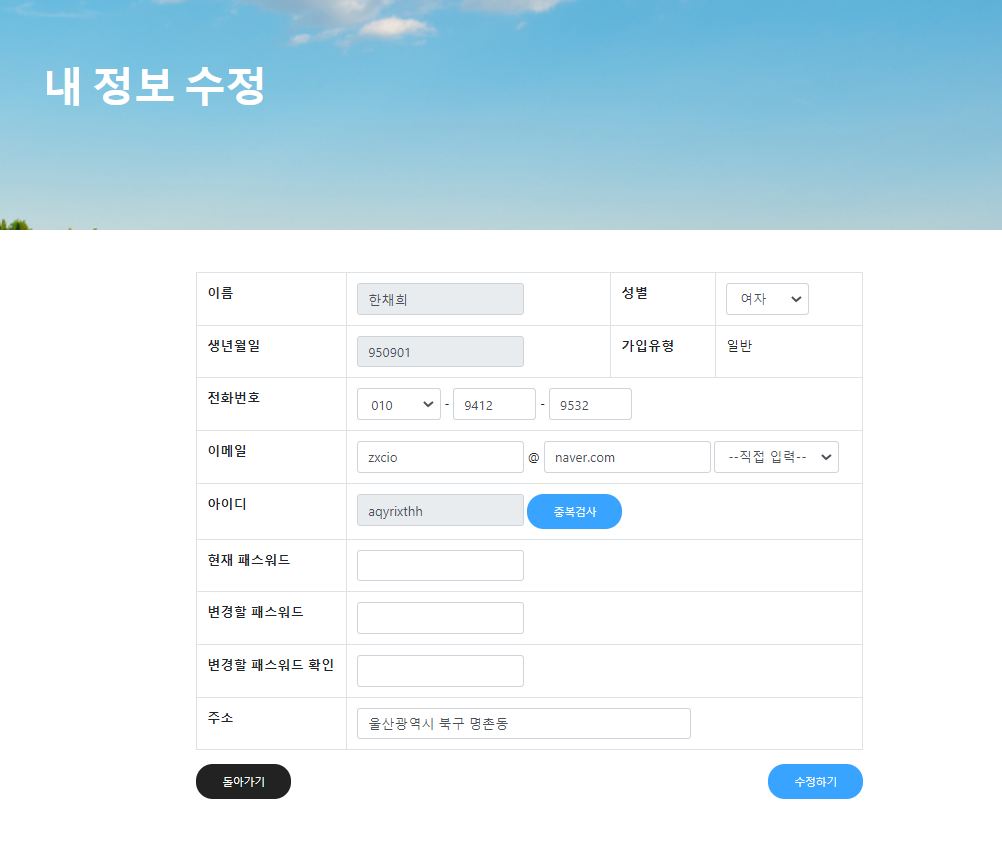 내 정보 수정
이름 한채희 성별 여자
생년월일 950901 가입유형 일반
전화번호 010 - 9412 - 9532
이메일 zxcio @ naver.com --직접 입력--
아이디 aqyrixthh 중복검사
현재 패스워드
변경할 패스워드
변경할 패스워드 확인
주소 울산광역시 북구 명촌동
돌아가기 수정하기